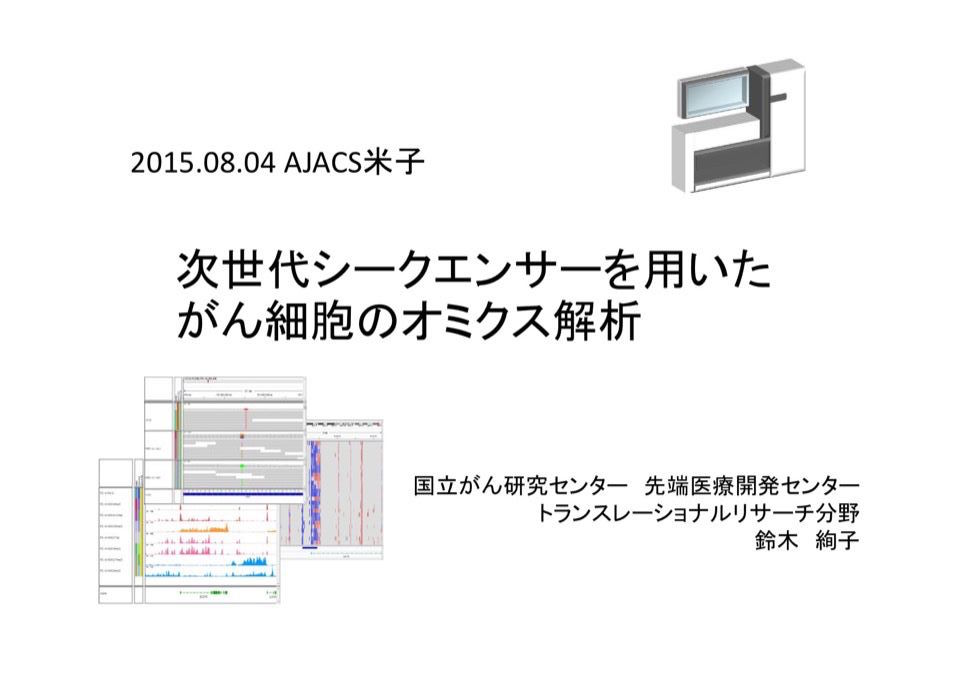 2015.08.04 AJACS米子
次世代シークエンサーを用いた
がん細胞のオミクス解析
国立がん研究センター　先端医療開発センター
トランスレーショナルリサーチ分野
鈴木　絢子